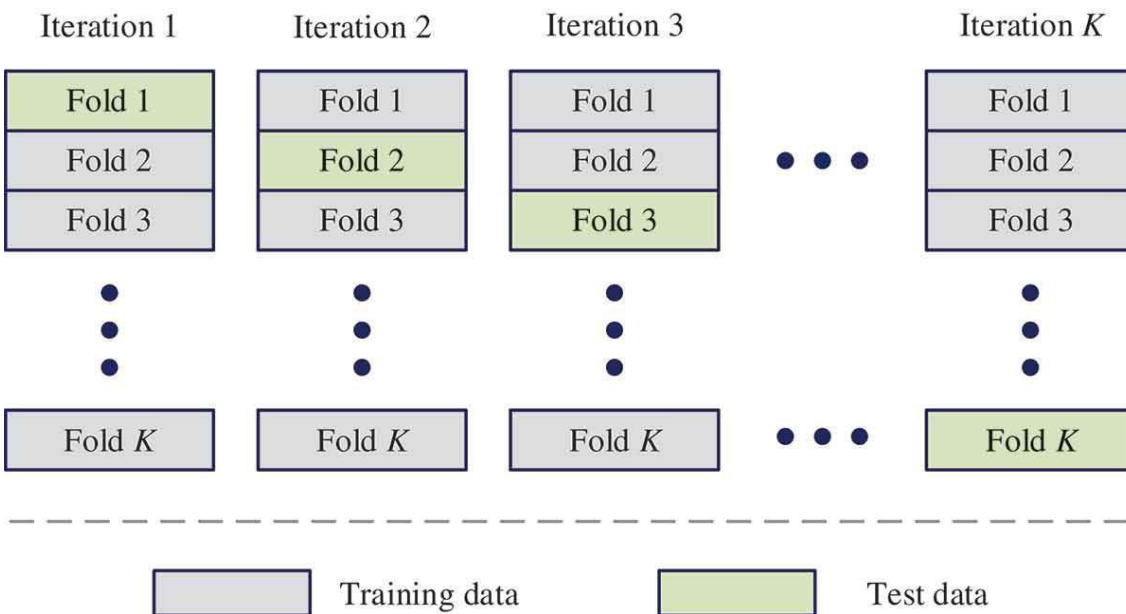 Iteration 1 Iteration 2 Iteration 3 Iteration K
Fold 1 Fold 1 Fold 1 Fold 1
Fold 2 Fold 2 Fold 2 Fold 2
Fold 3 Fold 3 Fold 3 Fold 3
Fold K Fold K Fold K Fold K
Training data Test data